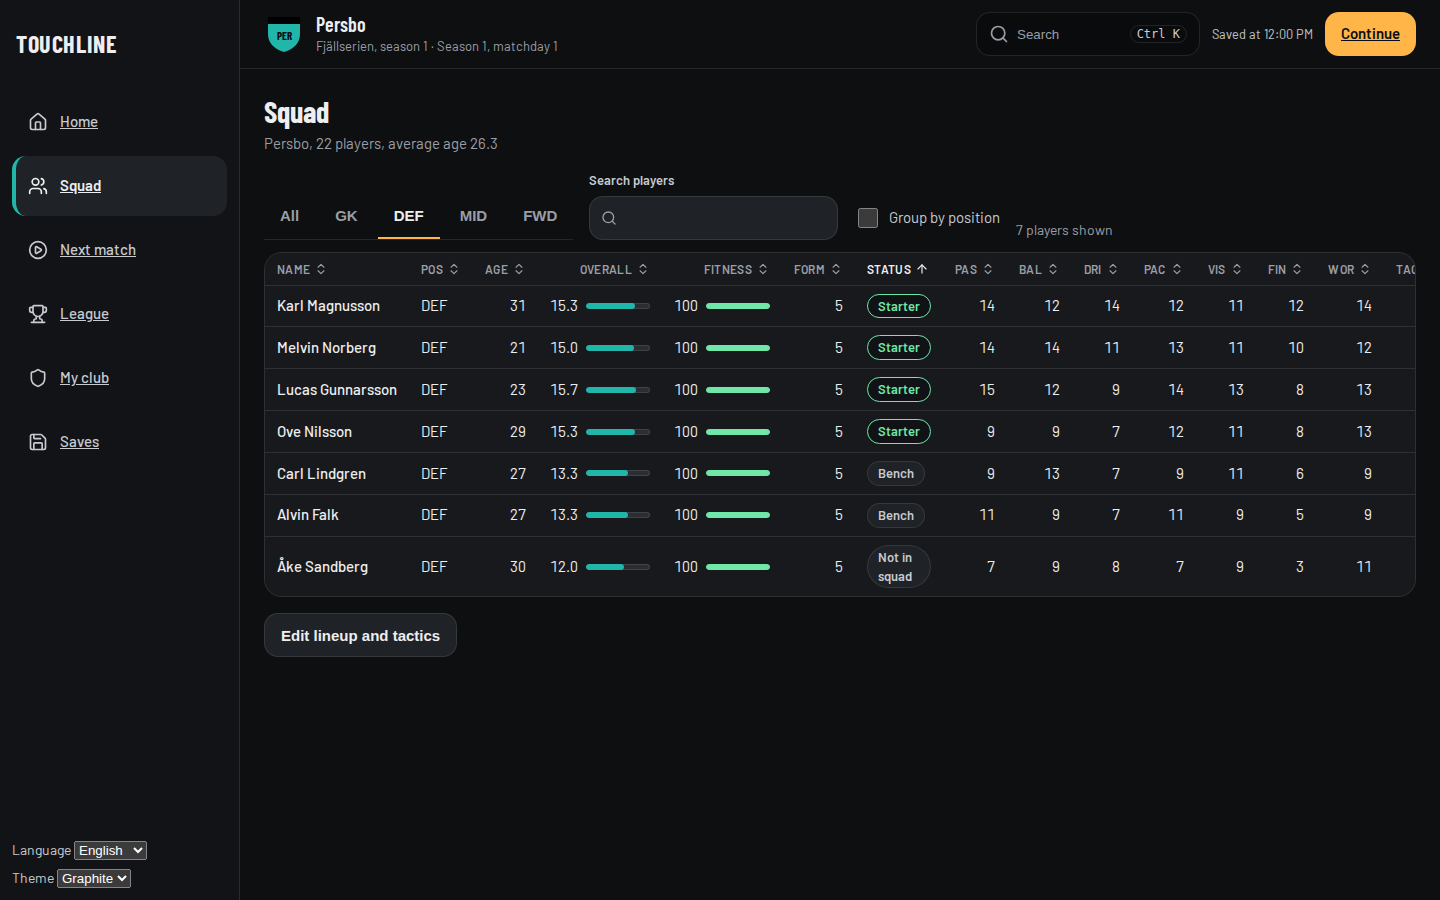 TOUCHLINE
Home
Squad
Next match
League
My club
Saves
Language English
Theme Graphite
PER
Persbo
Fjällserien, season 1 · Season 1, matchday 1
Search Ctrl K
Saved at 12:00 PM
Continue
Squad
Persbo, 22 players, average age 26.3
All GK DEF MID FWD
Search players
Group by position
7 players shown
NAME POS AGE OVERALL FITNESS FORM STATUS PAS BAL DRI PAC VIS FIN WOR TAC
Karl Magnusson DEF 31 15.3 100 5 Starter 14 12 14 12 11 12 14
Melvin Norberg DEF 21 15.0 100 5 Starter 14 14 11 13 11 10 12
Lucas Gunnarsson DEF 23 15.7 100 5 Starter 15 12 9 14 13 8 13
Ove Nilsson DEF 29 15.3 100 5 Starter 9 9 7 12 11 8 13
Carl Lindgren DEF 27 13.3 100 5 Bench 9 13 7 9 11 6 9
Alvin Falk DEF 27 13.3 100 5 Bench 11 9 7 11 9 5 9
Åke Sandberg DEF 30 12.0 100 5 Not in squad 7 9 8 7 9 3 11
Edit lineup and tactics